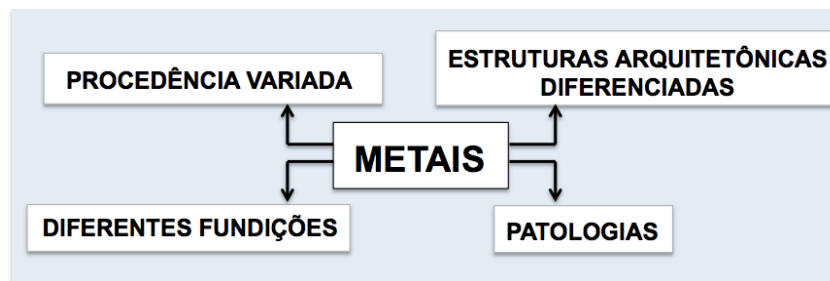 PROCEDÊNCIA VARIADA
ESTRUTURAS ARQUITETÔNICAS
DIFERENCIADAS
METAIS
DIFERENTES FUNDIÇÕES
PATOLOGIAS